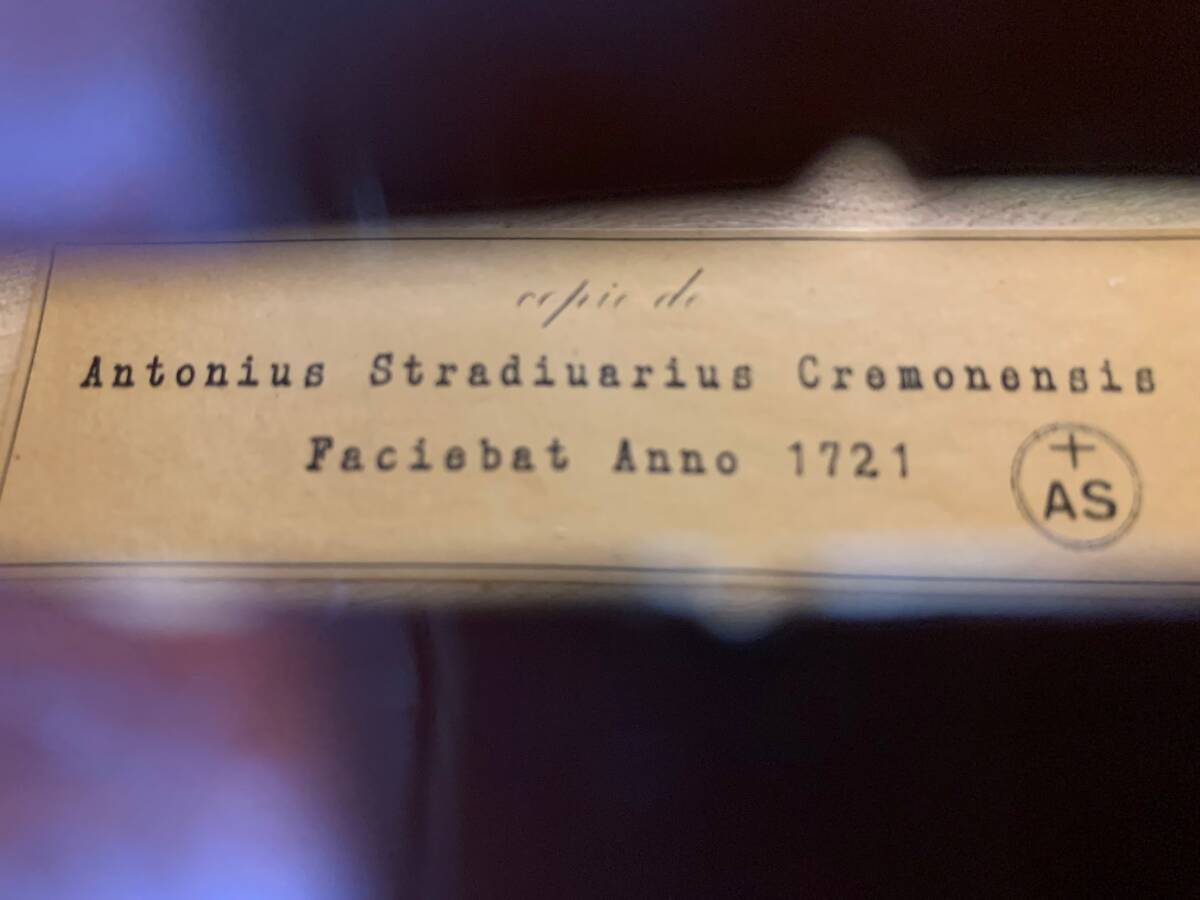 copie de
Antonius Stradiuarius Cremonensis
Faciebat Anno 1721
+
AS